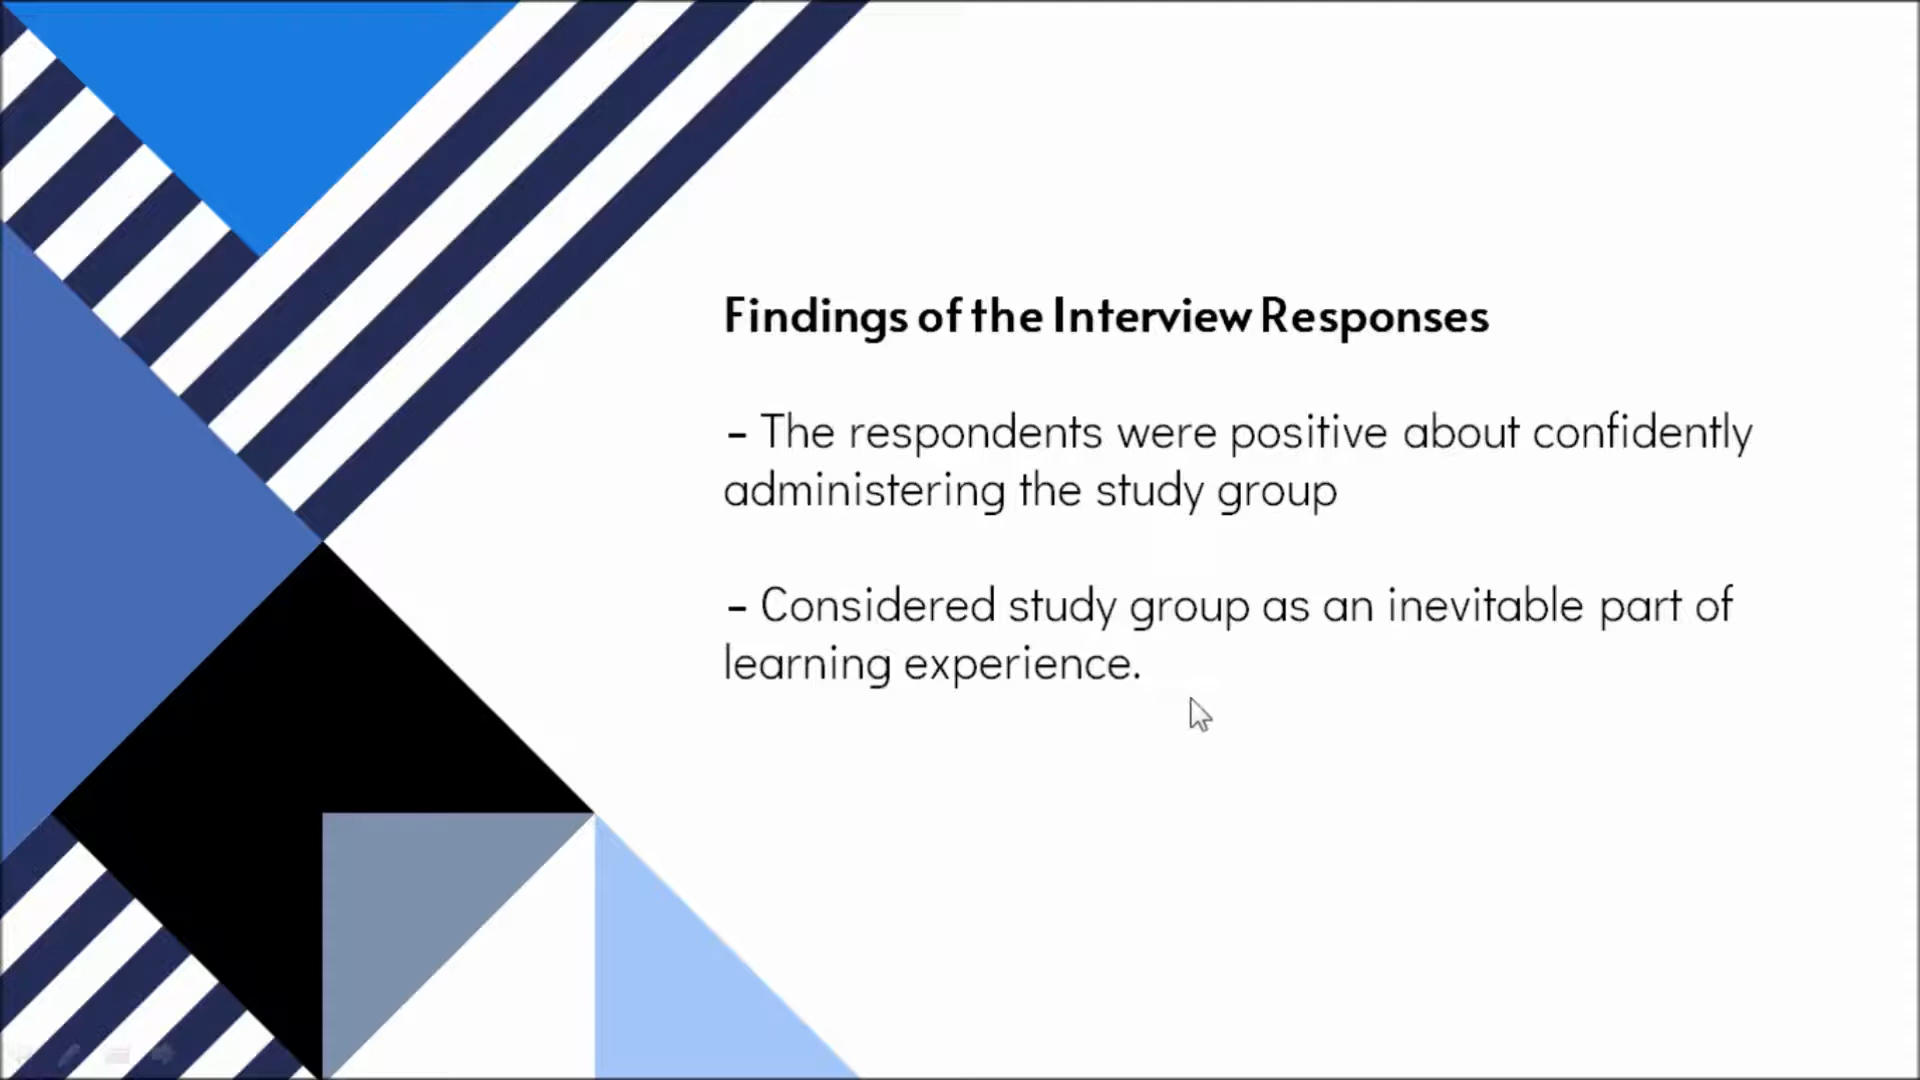 Findings of the Interview Responses
– The respondents were positive about confidently
administering the study group
– Considered study group as an inevitable part of
learning experience.